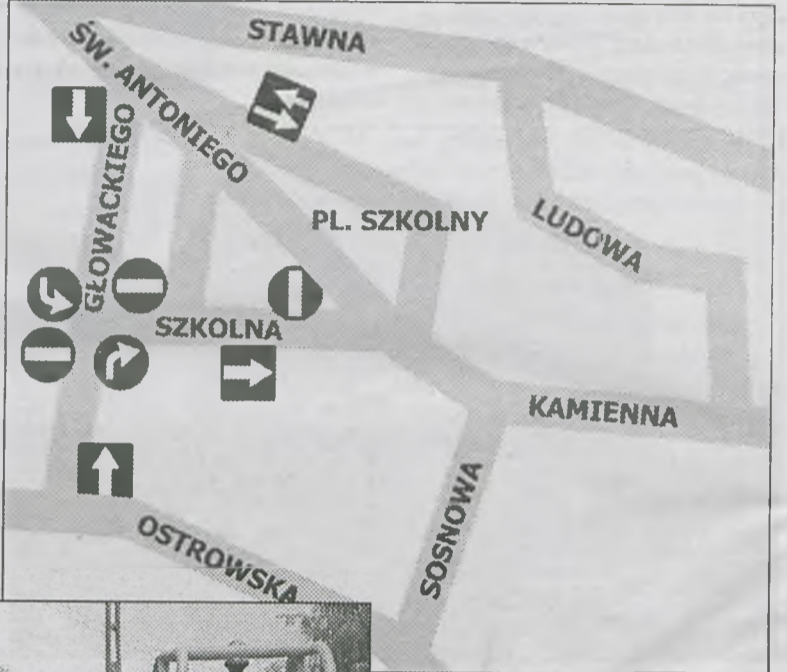 STAWNA
ŚW. ANTONIEGO
GŁOWACKIEGO
PL. SZKOLNY
LUDOWA
SZKOLNA
KAMIENNA
SOSNOWA
OSTROWSKA